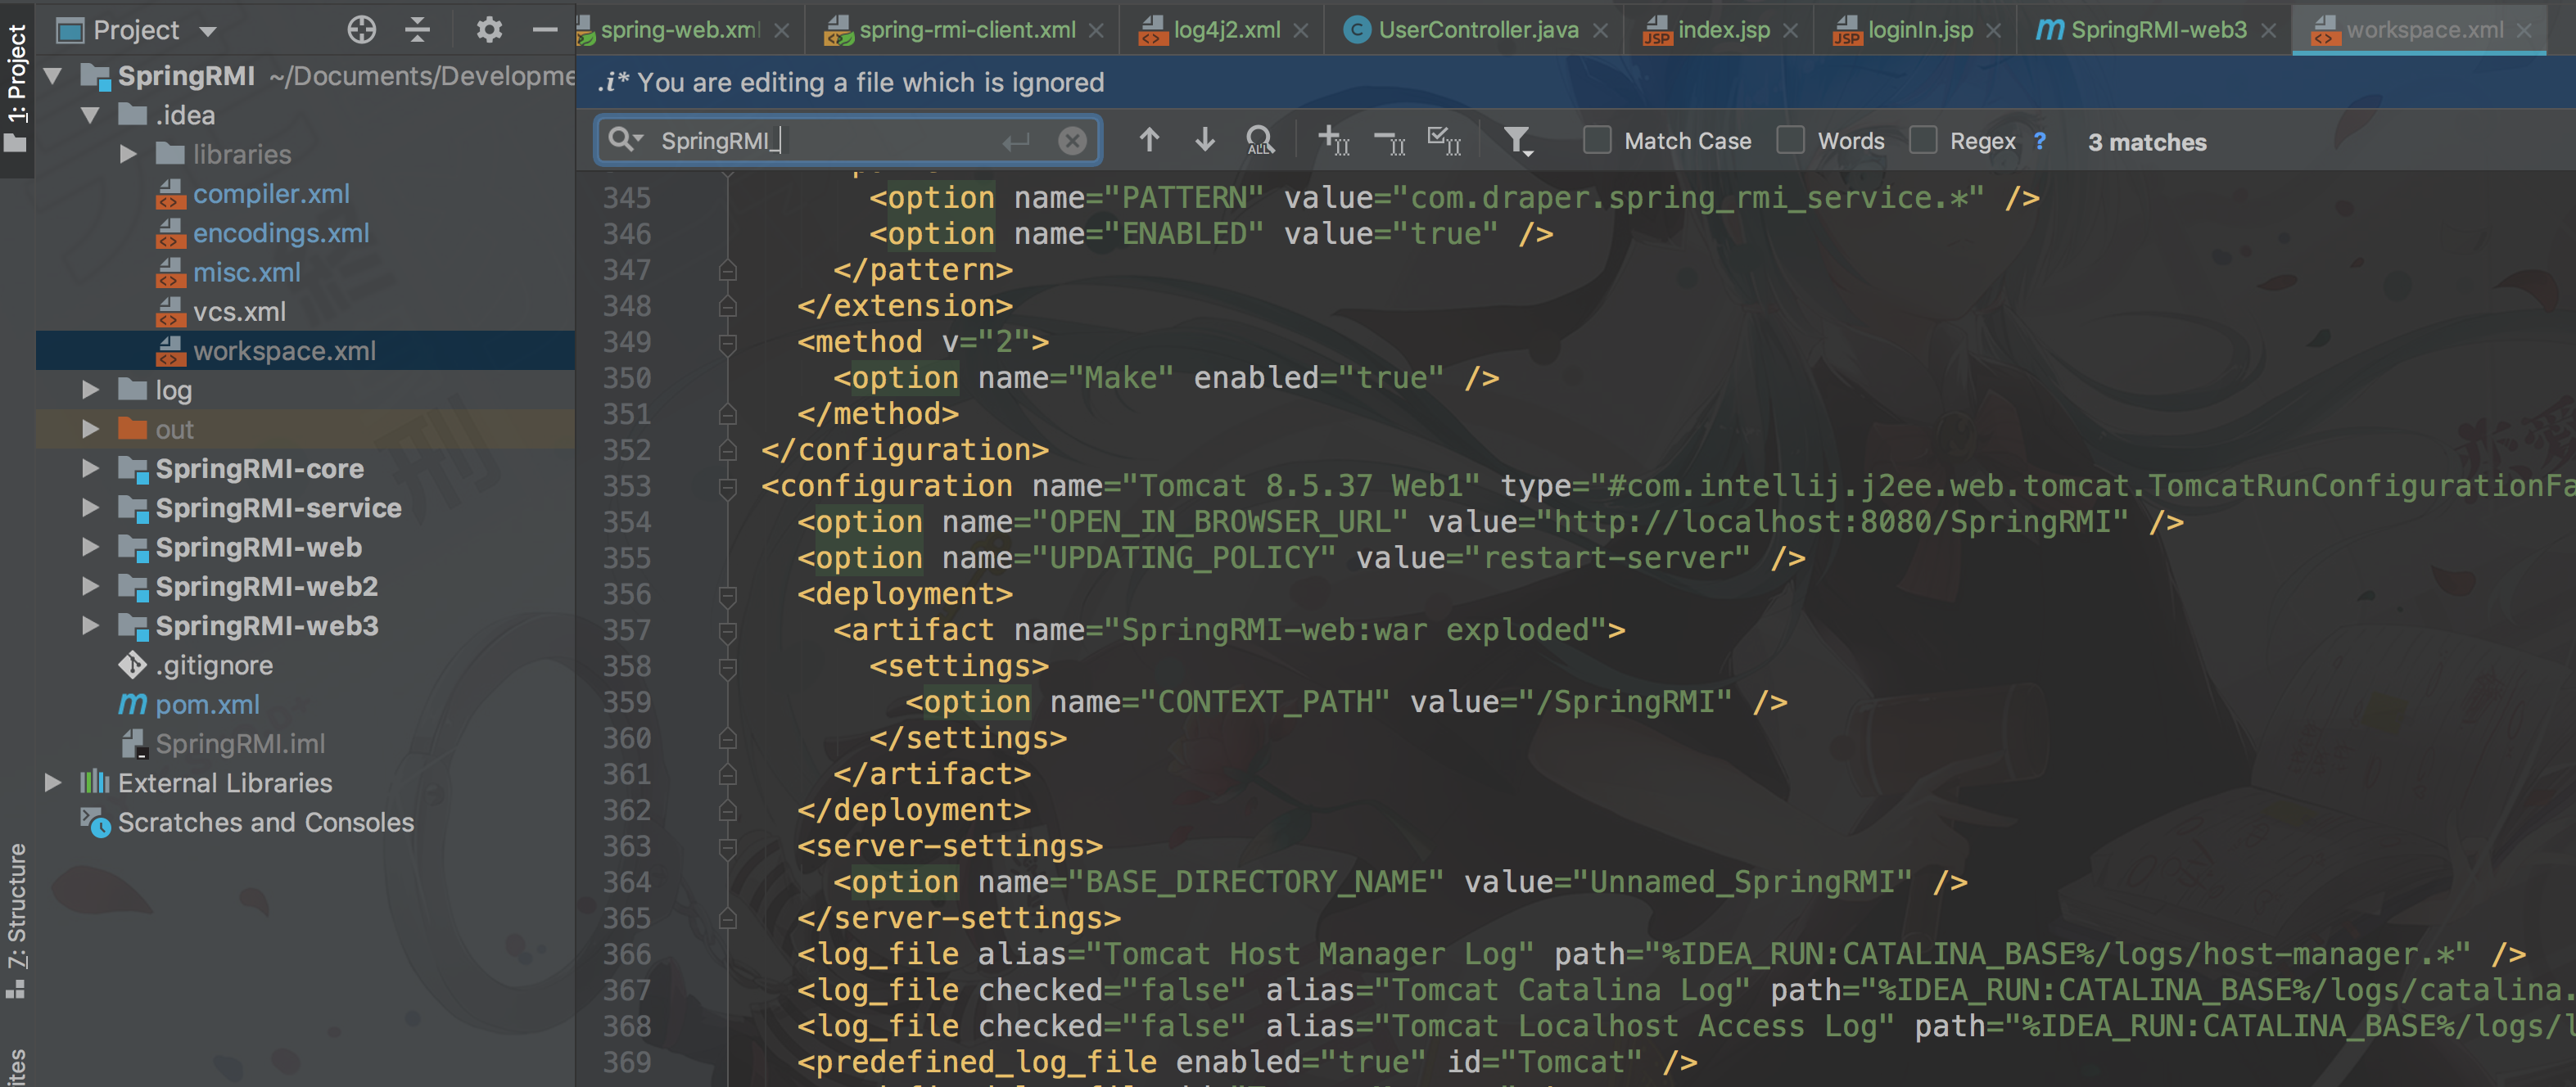 Project
SpringRMI ~/Documents/Developme
.idea
libraries
compiler.xml
encodings.xml
misc.xml
vcs.xml
workspace.xml
log
out
SpringRMI-core
SpringRMI-service
SpringRMI-web
SpringRMI-web2
SpringRMI-web3
.gitignore
pom.xml
SpringRMI.iml
External Libraries
Scratches and Consoles
1: Project
7: Structure
spring-web.xml
spring-rmi-client.xml
log4j2.xml
UserController.java
index.jsp
loginIn.jsp
SpringRMI-web3
workspace.xml
.i* You are editing a file which is ignored
SpringRMI_ Match Case Words Regex ? 3 matches
345 <option name="PATTERN" value="com.draper.spring_rmi_service.*" />
346 <option name="ENABLED" value="true" />
347 </pattern>
348 </extension>
349 <method v="2">
350 <option name="Make" enabled="true" />
351 </method>
352 </configuration>
353 <configuration name="Tomcat 8.5.37 Web1" type="#com.intellij.j2ee.web.tomcat.TomcatRunConfigurationFa
354 <option name="OPEN_IN_BROWSER_URL" value="http://localhost:8080/SpringRMI" />
355 <option name="UPDATING_POLICY" value="restart-server" />
356 <deployment>
357 <artifact name="SpringRMI-web:war exploded">
358 <settings>
359 <option name="CONTEXT_PATH" value="/SpringRMI" />
360 </settings>
361 </artifact>
362 </deployment>
363 <server-settings>
364 <option name="BASE_DIRECTORY_NAME" value="Unnamed_SpringRMI" />
365 </server-settings>
366 <log_file alias="Tomcat Host Manager Log" path="%IDEA_RUN:CATALINA_BASE%/logs/host-manager.*" />
367 <log_file checked="false" alias="Tomcat Catalina Log" path="%IDEA_RUN:CATALINA_BASE%/logs/catalina.
368 <log_file checked="false" alias="Tomcat Localhost Access Log" path="%IDEA_RUN:CATALINA_BASE%/logs/l
369 <predefined_log_file enabled="true" id="Tomcat" />